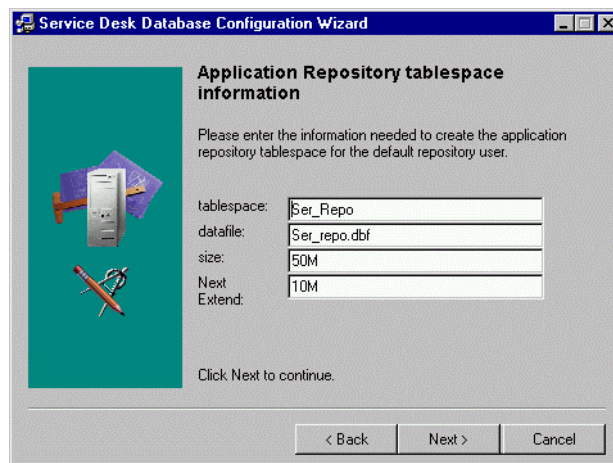 Service Desk Database Configuration Wizard
Application Repository tablespace
information
Please enter the information needed to create the application
repository tablespace for the default repository user.
tablespace: Ser_Repo
datafile: Ser_repo.dbf
size: 50M
Next
Extend: 10M
Click Next to continue.
< Back Next > Cancel